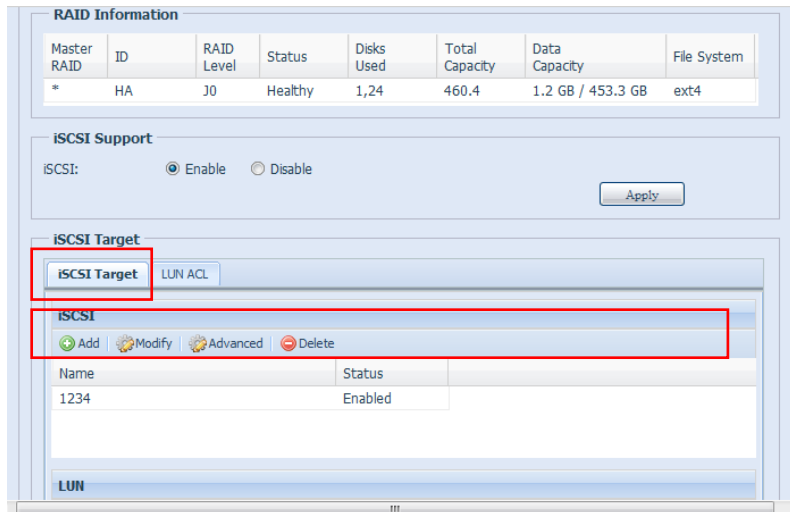 RAID Information
Master RAID ID RAID Level Status Disks Used Total Capacity Data Capacity File System
* HA J0 Healthy 1,24 460.4 1.2 GB / 453.3 GB ext4
iSCSI Support
iSCSI: Enable Disable
Apply
iSCSI Target
iSCSI Target LUN ACL
iSCSI
Add Modify Advanced Delete
Name Status
1234 Enabled
LUN